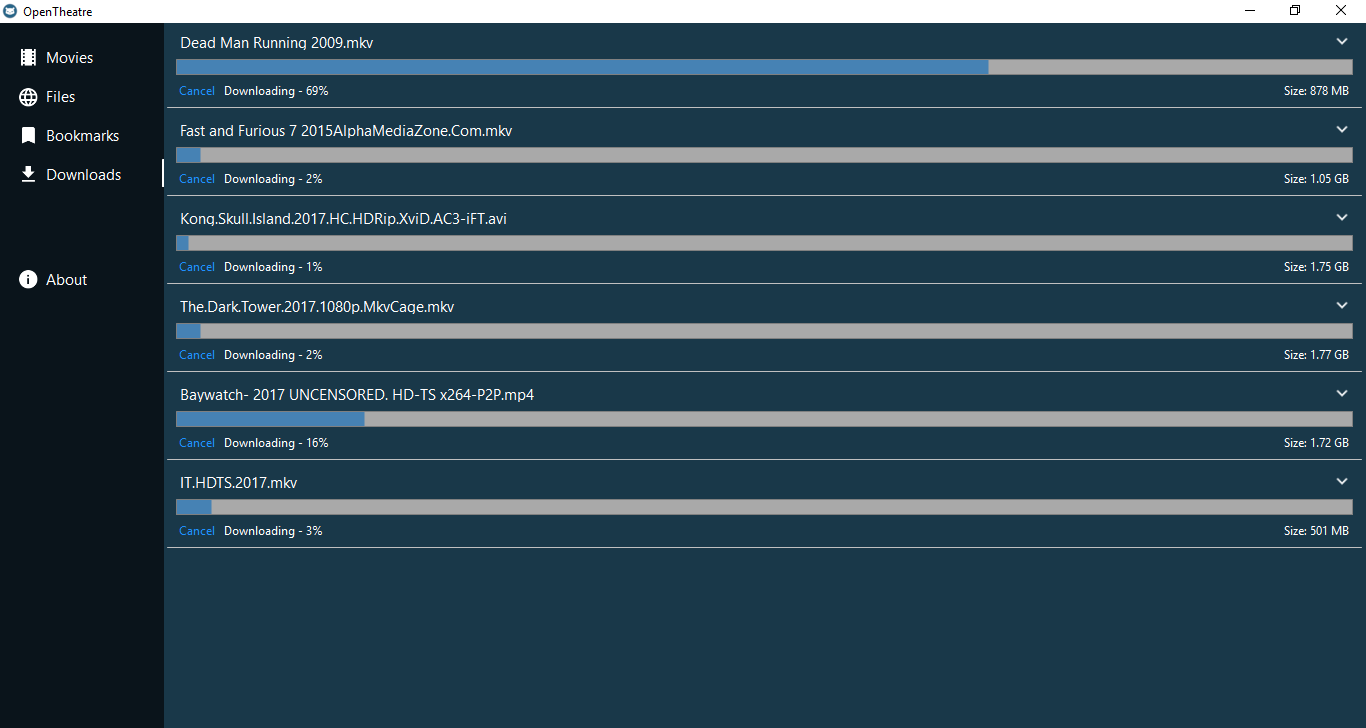 OpenTheatre
Movies
Files
Bookmarks
Downloads
About
Dead Man Running 2009.mkv
Cancel Downloading - 69% Size: 878 MB
Fast and Furious 7 2015AlphaMediaZone.Com.mkv
Cancel Downloading - 2% Size: 1.05 GB
Kong.Skull.Island.2017.HC.HDRip.XviD.AC3-iFT.avi
Cancel Downloading - 1% Size: 1.75 GB
The.Dark.Tower.2017.1080p.MkvCage.mkv
Cancel Downloading - 2% Size: 1.77 GB
Baywatch- 2017 UNCENSORED. HD-TS x264-P2P.mp4
Cancel Downloading - 16% Size: 1.72 GB
IT.HDTS.2017.mkv
Cancel Downloading - 3% Size: 501 MB